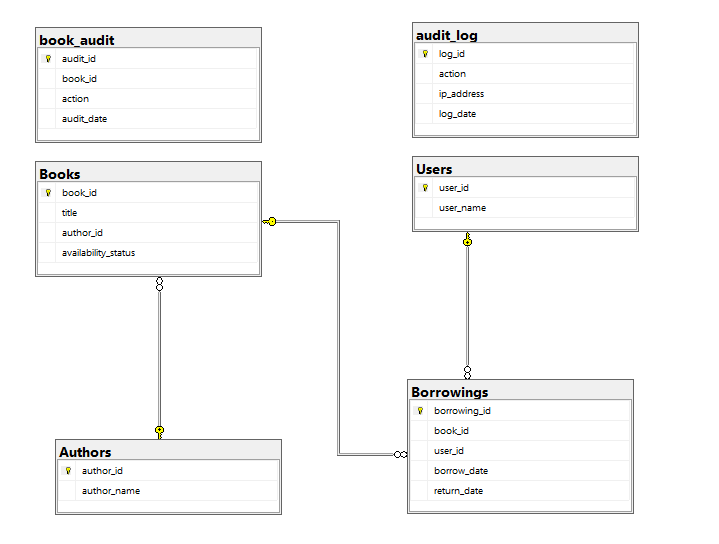 book_audit
audit_id
book_id
action
audit_date
audit_log
log_id
action
ip_address
log_date
Books
book_id
title
author_id
availability_status
Users
user_id
user_name
Authors
author_id
author_name
Borrowings
borrowing_id
book_id
user_id
borrow_date
return_date